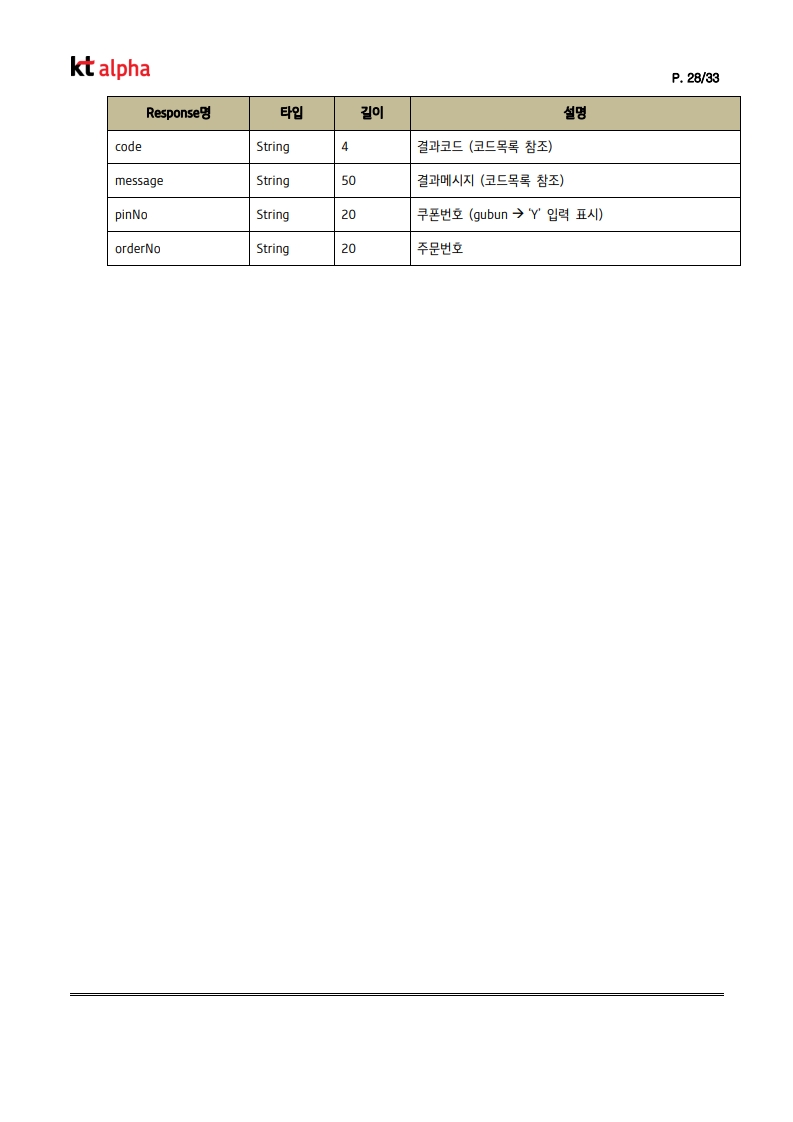 kt alpha
P. 28/33
Response명 타입 길이 설명
code String 4 결과코드 (코드목록 참조)
message String 50 결과메시지 (코드목록 참조)
pinNo String 20 쿠폰번호 (gubun → ‘Y’ 입력 표시)
orderNo String 20 주문번호